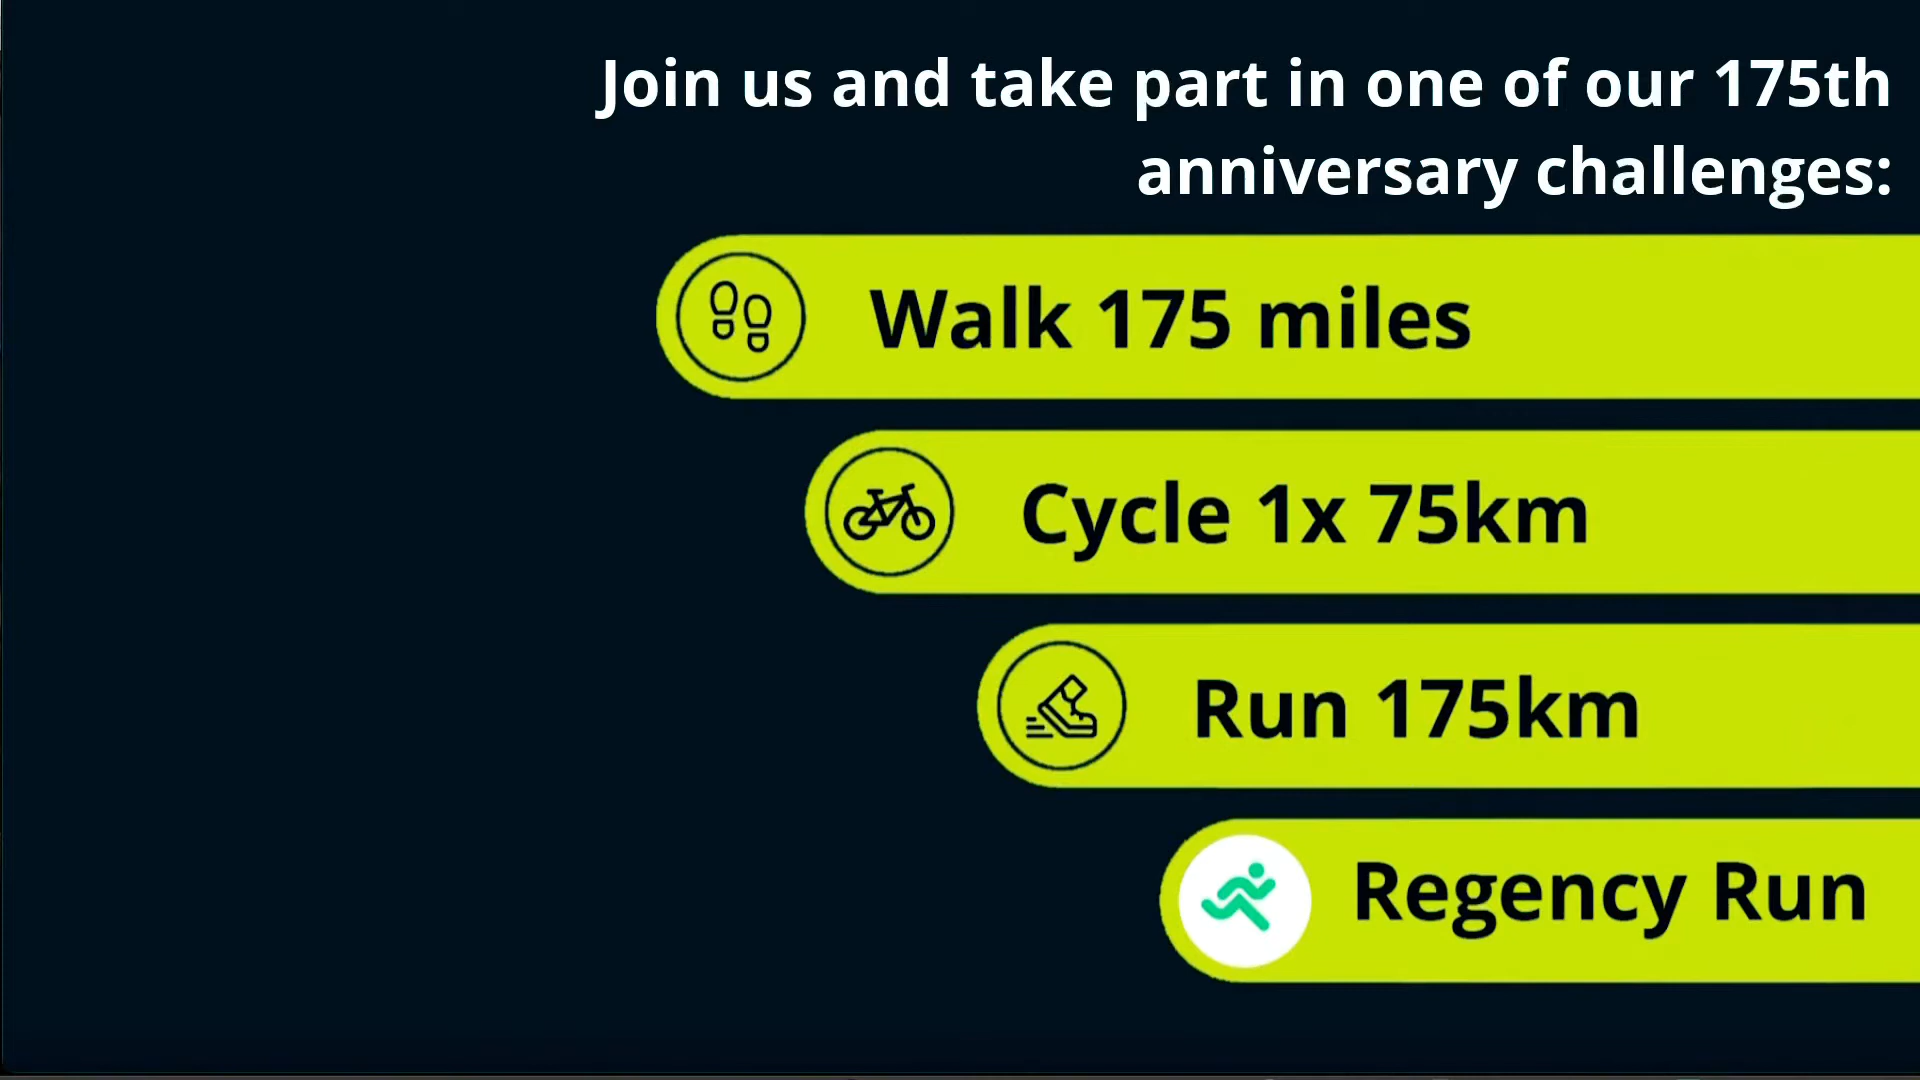 Join us and take part in one of our 175th
anniversary challenges:
Walk 175 miles
Cycle 1x 75km
Run 175km
Regency Run